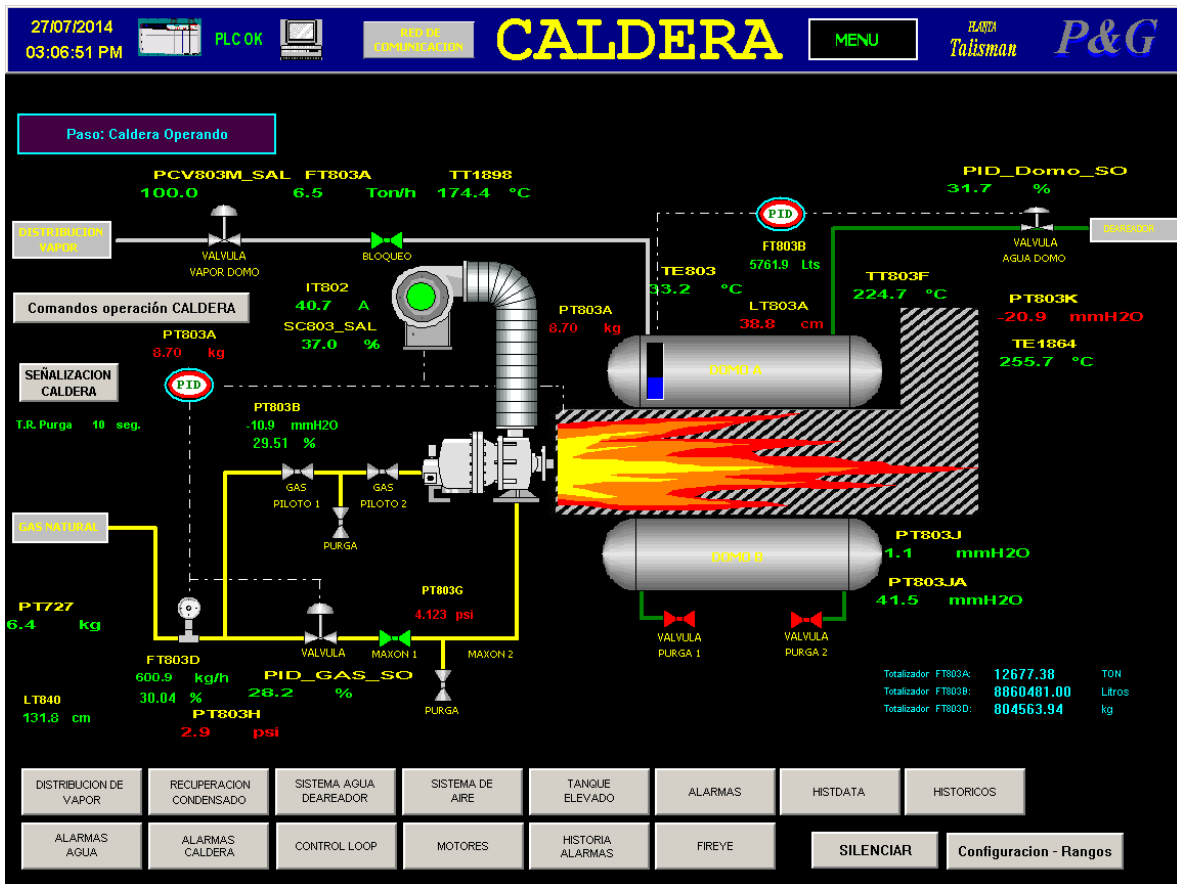 27/07/2014
03:06:51 PM
PLC OK
RED DE
COMUNICACION
CALDERA
MENU
PLANTA
Talisman
P&G
Paso: Caldera Operando
PCV803M_SAL FT803A TT1898
100.0 6.5 Ton/h 174.4 °C
PID_Domo_SO
31.7 %
DISTRIBUCION
VAPOR
VALVULA
VAPOR DOMO
BLOQUEO
PID
FT803B
5761.9 Lts
VALVULA
AGUA DOMO
DEAREADOR
Comandos operación CALDERA
IT802
40.7 A
SC803_SAL
37.0 %
PT803A
8.70 kg
TE803
33.2 °C
LT803A
38.8 cm
TT803F
224.7 °C
PT803K
-20.9 mmH2O
TE1864
255.7 °C
PT803A
8.70 kg
PID
SEÑALIZACION
CALDERA
T.R. Purga 10 seg.
PT803B
-10.9 mmH2O
29.51 %
DOMO A
GAS
PILOTO 1
GAS
PILOTO 2
PURGA
GAS NATURAL
DOMO B
PT803J
1.1 mmH2O
PT803JA
41.5 mmH2O
PT727
6.4 kg
PT803G
4.123 psi
VALVULA
MAXON 1
MAXON 2
PURGA
VALVULA
PURGA 1
VALVULA
PURGA 2
FT803D
600.9 kg/h
30.04 %
PID_GAS_SO
28.2 %
LT840
131.8 cm
PT803H
2.9 psi
Totalizador FT803A: 12677.38 TON
Totalizador FT803B: 8860481.00 Litros
Totalizador FT803D: 804563.94 kg
DISTRIBUCION DE
VAPOR
RECUPERACION
CONDENSADO
SISTEMA AGUA
DEAREADOR
SISTEMA DE
AIRE
TANQUE
ELEVADO
ALARMAS
HISTDATA
HISTORICOS
ALARMAS
AGUA
ALARMAS
CALDERA
CONTROL LOOP
MOTORES
HISTORIA
ALARMAS
FIREYE
SILENCIAR
Configuracion - Rangos